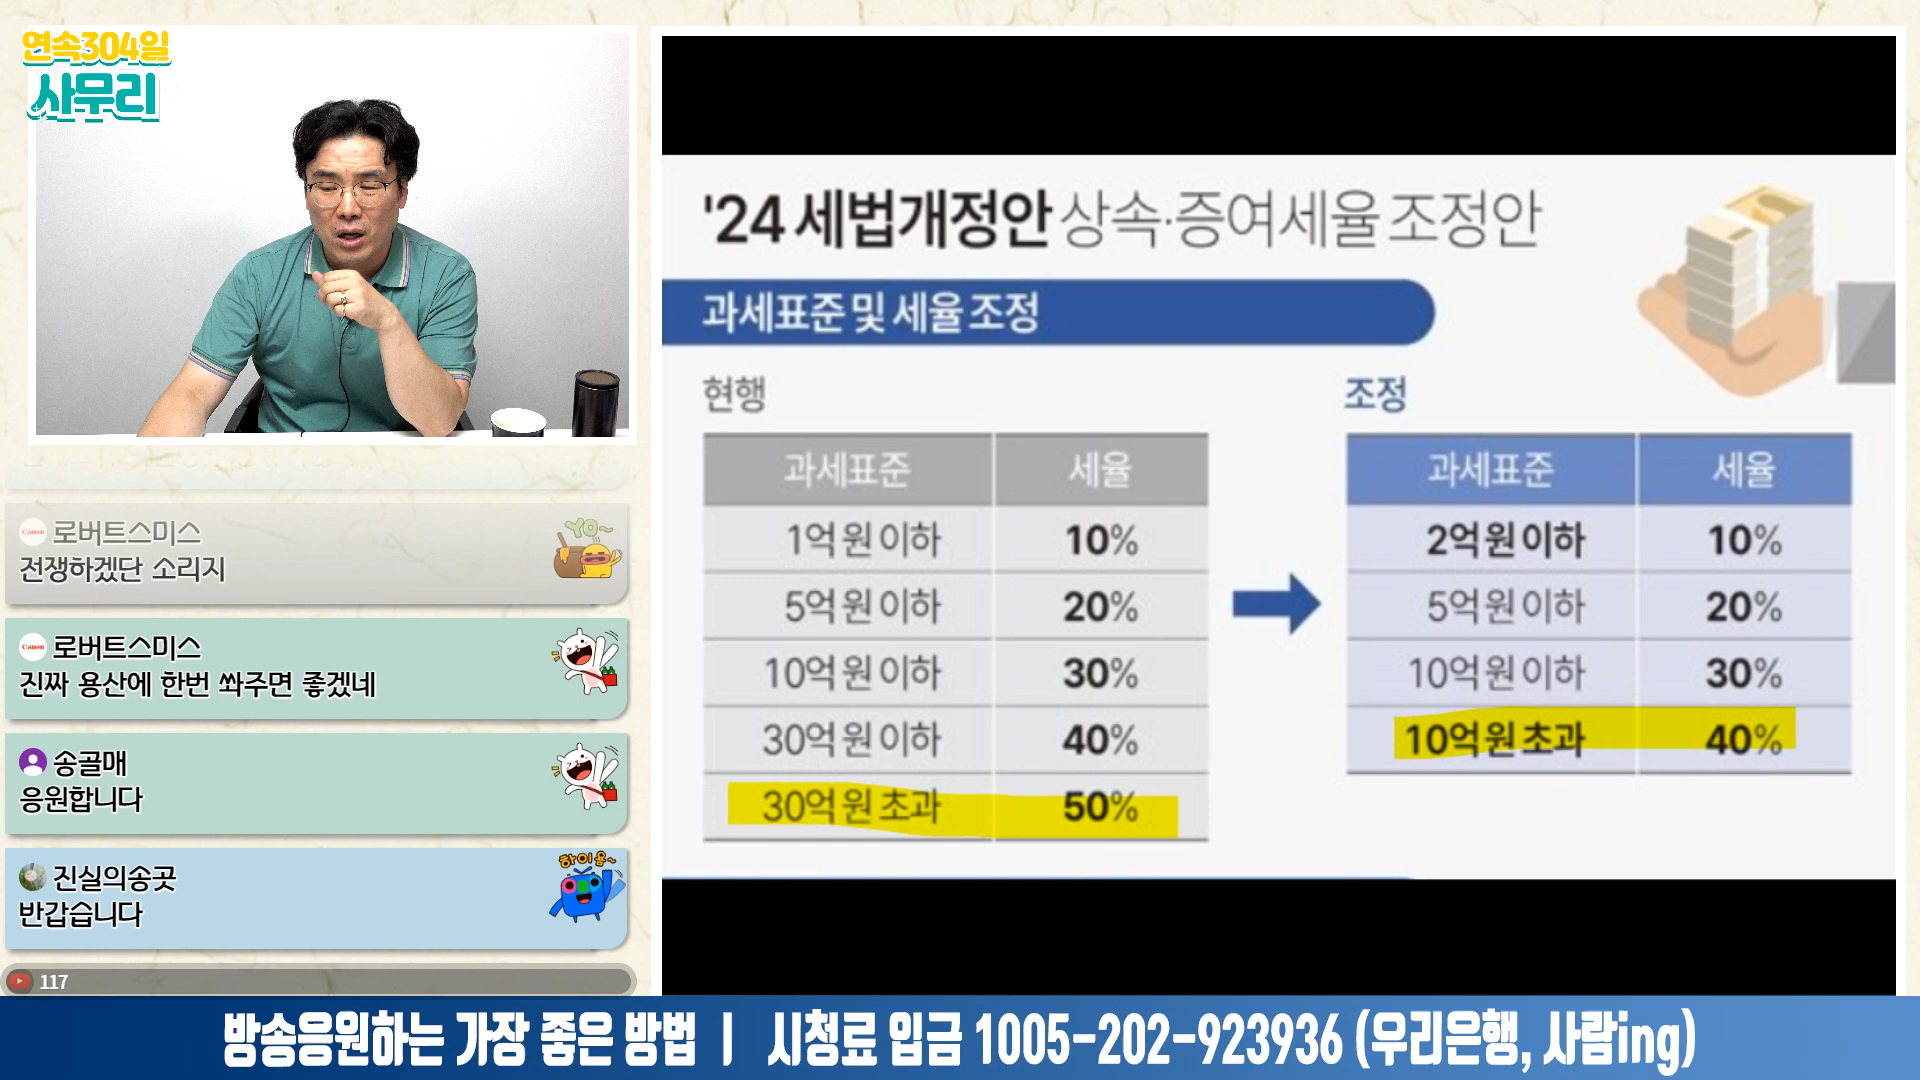 연속304일
사무리
Canon 로버트스미스
전쟁하겠단 소리지
YO~
Canon 로버트스미스
진짜 용산에 한번 쏴주면 좋겠네
송골매
응원합니다
진실의송곳
반갑습니다
하이욤~
117
'24 세법개정안 상속·증여세율 조정안
과세표준 및 세율 조정
현행
과세표준 세율
1억 원 이하 10%
5억 원 이하 20%
10억 원 이하 30%
30억 원 이하 40%
30억 원 초과 50%
조정
과세표준 세율
2억 원 이하 10%
5억 원 이하 20%
10억 원 이하 30%
10억 원 초과 40%
방송응원하는 가장 좋은 방법 | 시청료 입금 1005-202-923936 (우리은행, 사람ing)